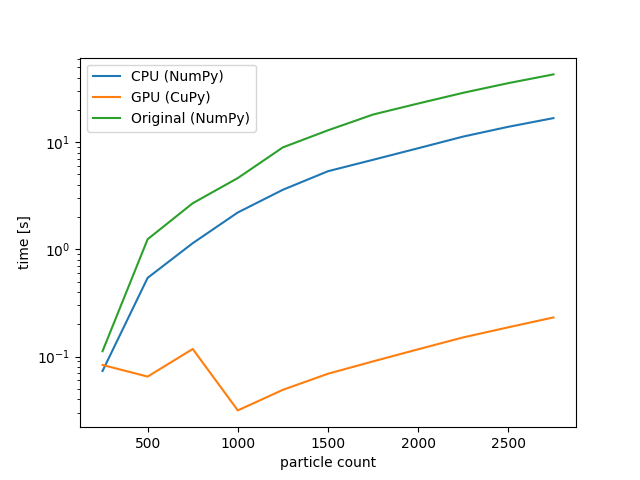 CPU (NumPy)
GPU (CuPy)
Original (NumPy)
10¹
10⁰
10⁻¹
time [s]
500 1000 1500 2000 2500
particle count